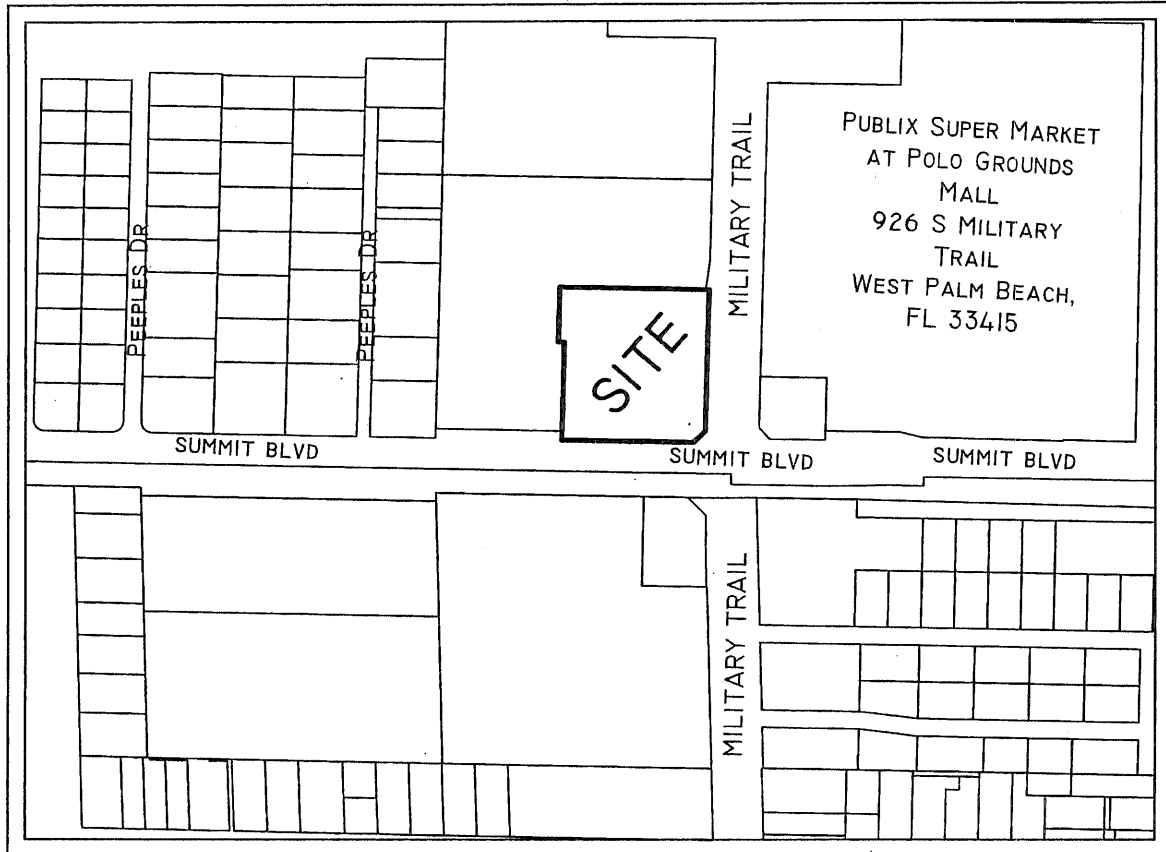 PUBLIX SUPER MARKET
AT POLO GROUNDS
MALL
926 S MILITARY
TRAIL
WEST PALM BEACH,
FL 33415
MILITARY TRAIL
PEEPLES DR
PEEPLES DR
SITE
SUMMIT BLVD
SUMMIT BLVD
SUMMIT BLVD
MILITARY TRAIL